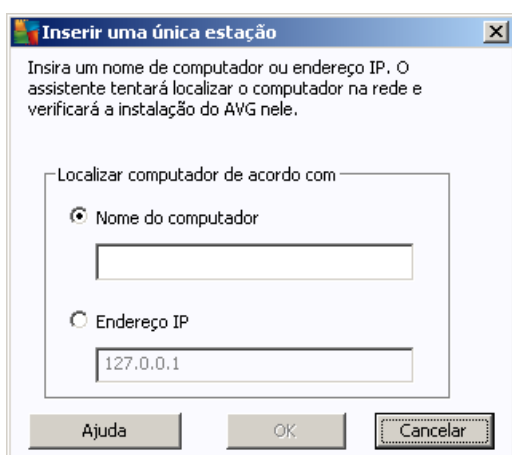 Inserir uma única estação
Insira um nome de computador ou endereço IP. O
assistente tentará localizar o computador na rede e
verificará a instalação do AVG nele.
Localizar computador de acordo com
Nome do computador
Endereço IP
127.0.0.1
Ajuda
OK
Cancelar